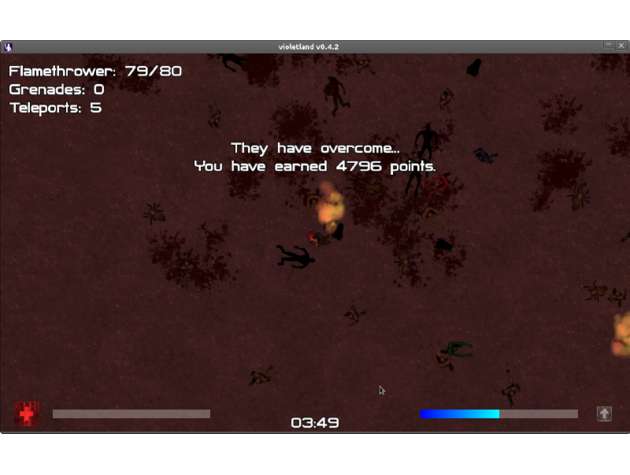 violetland v0.4.2
Flamethrower: 79/80
Grenades: 0
Teleports: 5
They have overcome...
You have earned 4796 points.
03:49